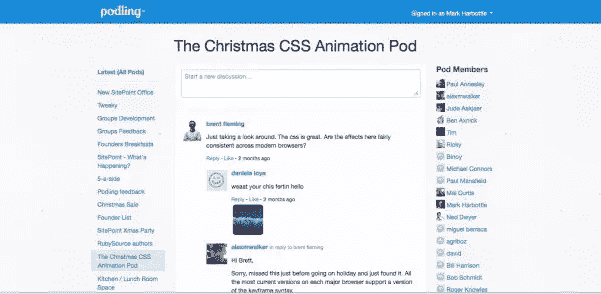 podling
Signed in as Mark Harbottle
The Christmas CSS Animation Pod
Latest (All Pods)
New SitePoint Office
Tweaky
Groups Development
Groups Feedback
Founders Breakfasts
SitePoint - What's
happening?
5-a-side
Podling feedback
Christmas Sale
Founder List
SitePoint Xmas Party
RubySource authors
The Christmas CSS
Animation Pod
Kitchen / Lunch Room
Space
Start a new discussion...
brent fleming
Just taking a look around. The css is great. Are the effects here fairly
consistent across modern browsers?
Reply - Like - 2 months ago
daniela
weaat your chis fertin hello
Reply - Like - 2 months ago
alexmwalker in reply to brent fleming
Hi Brett,
Sorry, missed this just before going on holiday and just found it. All
the most current versions on each major browser support a version
of the keyframe syntax.
Pod Members
Paul Annesley
alexmwalker
Jude Aakjaer
Ben Axnick
Tim
Ricky
Binoy
Michael Connors
Paul Mansfield
Mal Curtis
Mark Harbottle
Ned Dwyer
miguel
agriboz
david
Bill Harrison
Bob Schmidt
Roger Knowles